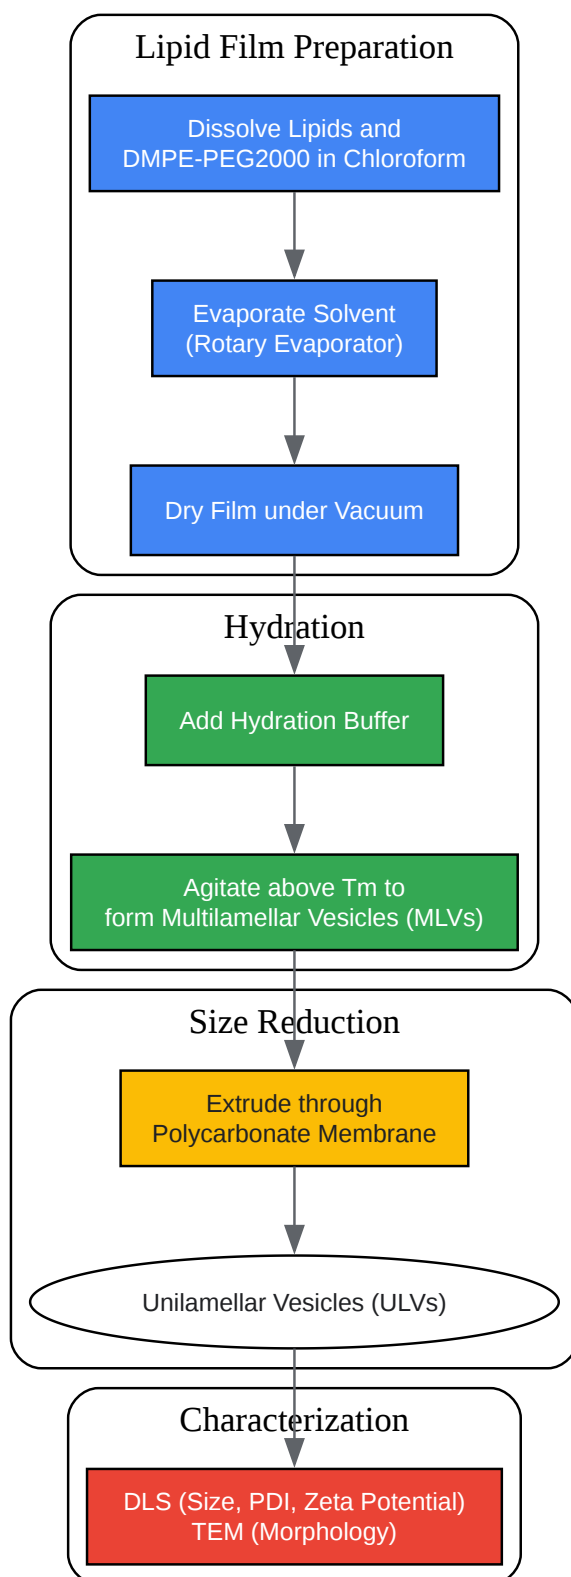 Lipid Film Preparation
Dissolve Lipids and
DMPE-PEG2000 in Chloroform
Evaporate Solvent
(Rotary Evaporator)
Dry Film under Vacuum
Hydration
Add Hydration Buffer
Agitate above Tm to
form Multilamellar Vesicles (MLVs)
Size Reduction
Extrude through
Polycarbonate Membrane
Unilamellar Vesicles (ULVs)
Characterization
DLS (Size, PDI, Zeta Potential)
TEM (Morphology)